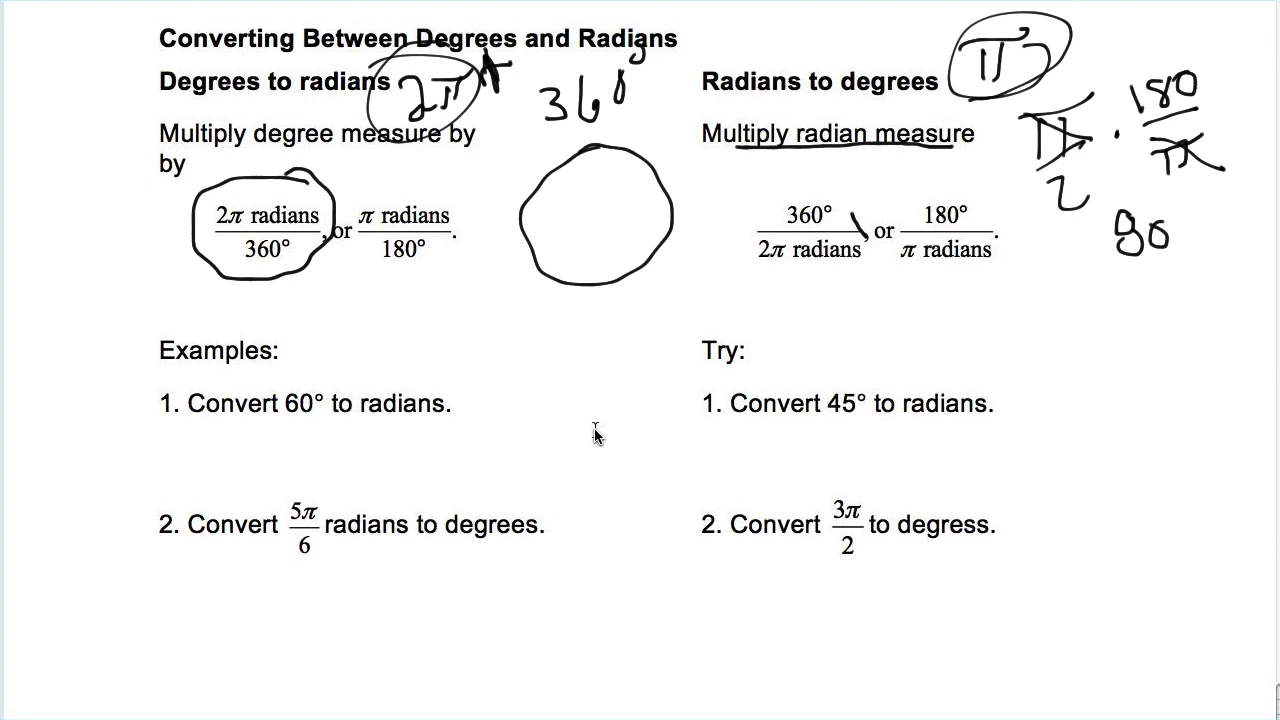 Converting Between Degrees and Radians
Degrees to radians
2π
360
Multiply degree measure by
by
2π radians / 360°, or π radians / 180°.
Radians to degrees
π
Multiply radian measure
π / 2 · 180 / π
90
360° / 2π radians, or 180° / π radians.
Examples:
1. Convert 60° to radians.
2. Convert 5π / 6 radians to degrees.
Try:
1. Convert 45° to radians.
2. Convert 3π / 2 to degress.